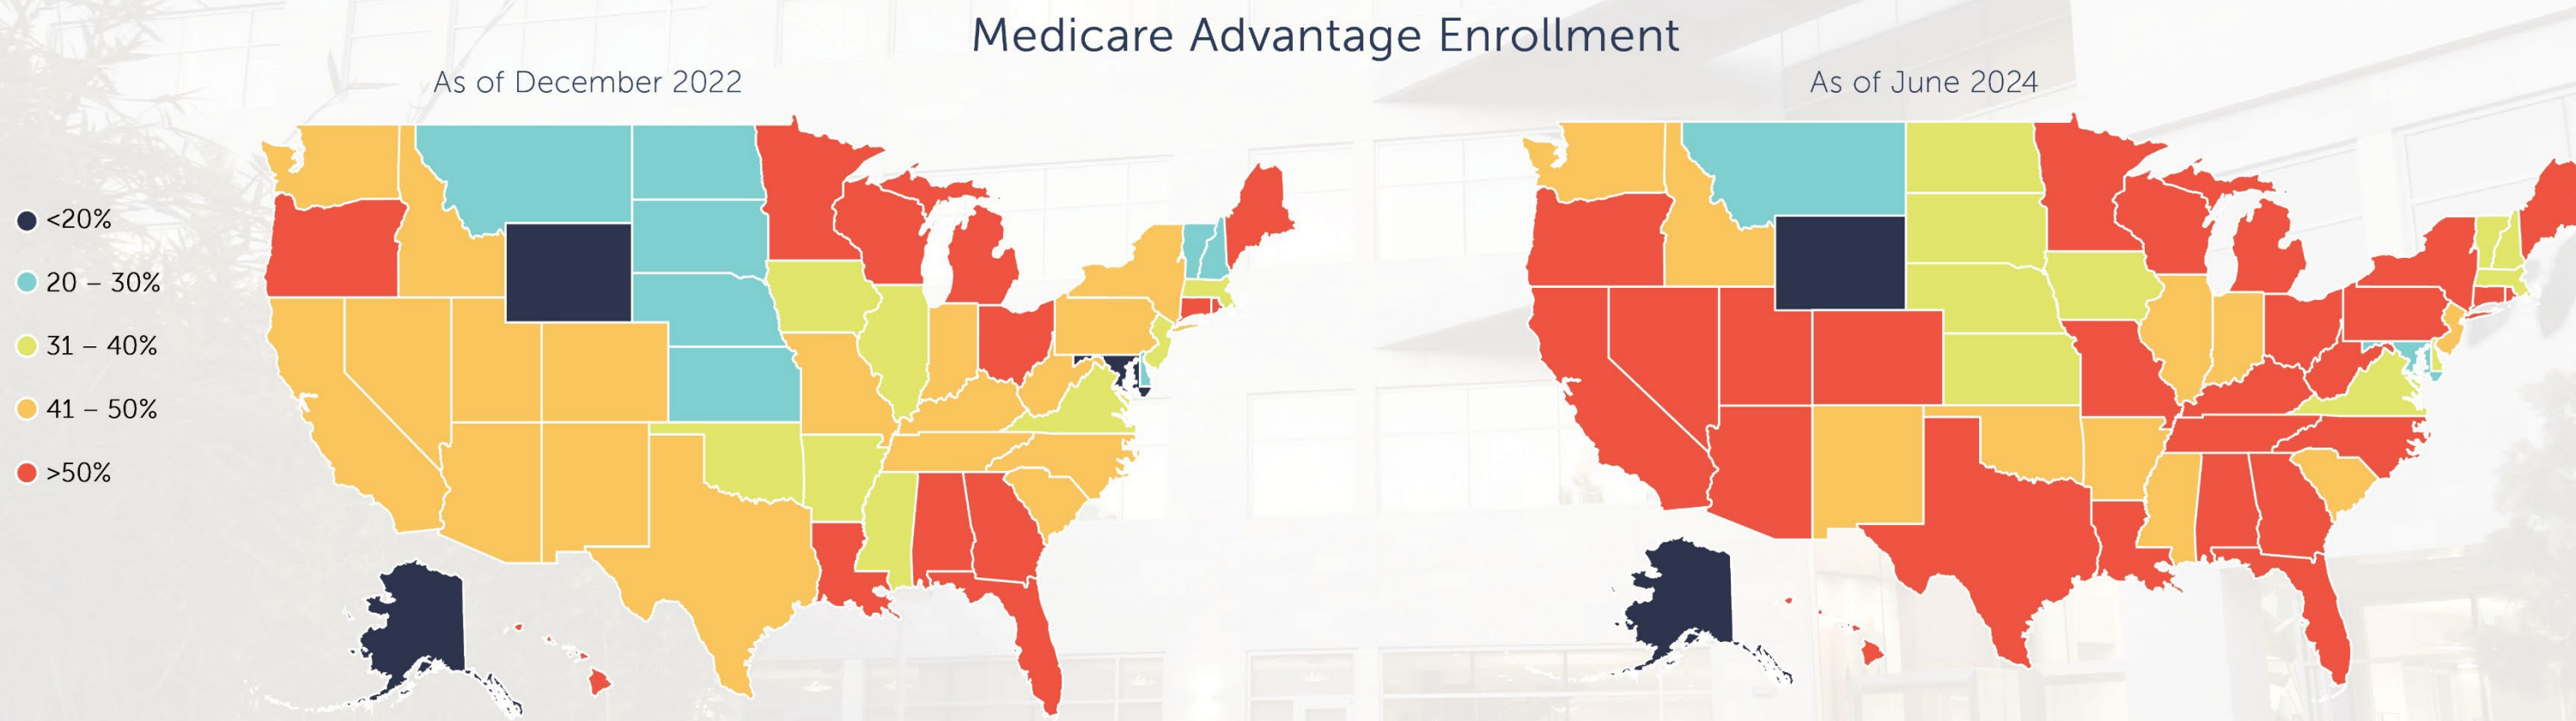 Medicare Advantage Enrollment
As of December 2022
As of June 2024
<20%
20 – 30%
31 – 40%
41 – 50%
>50%